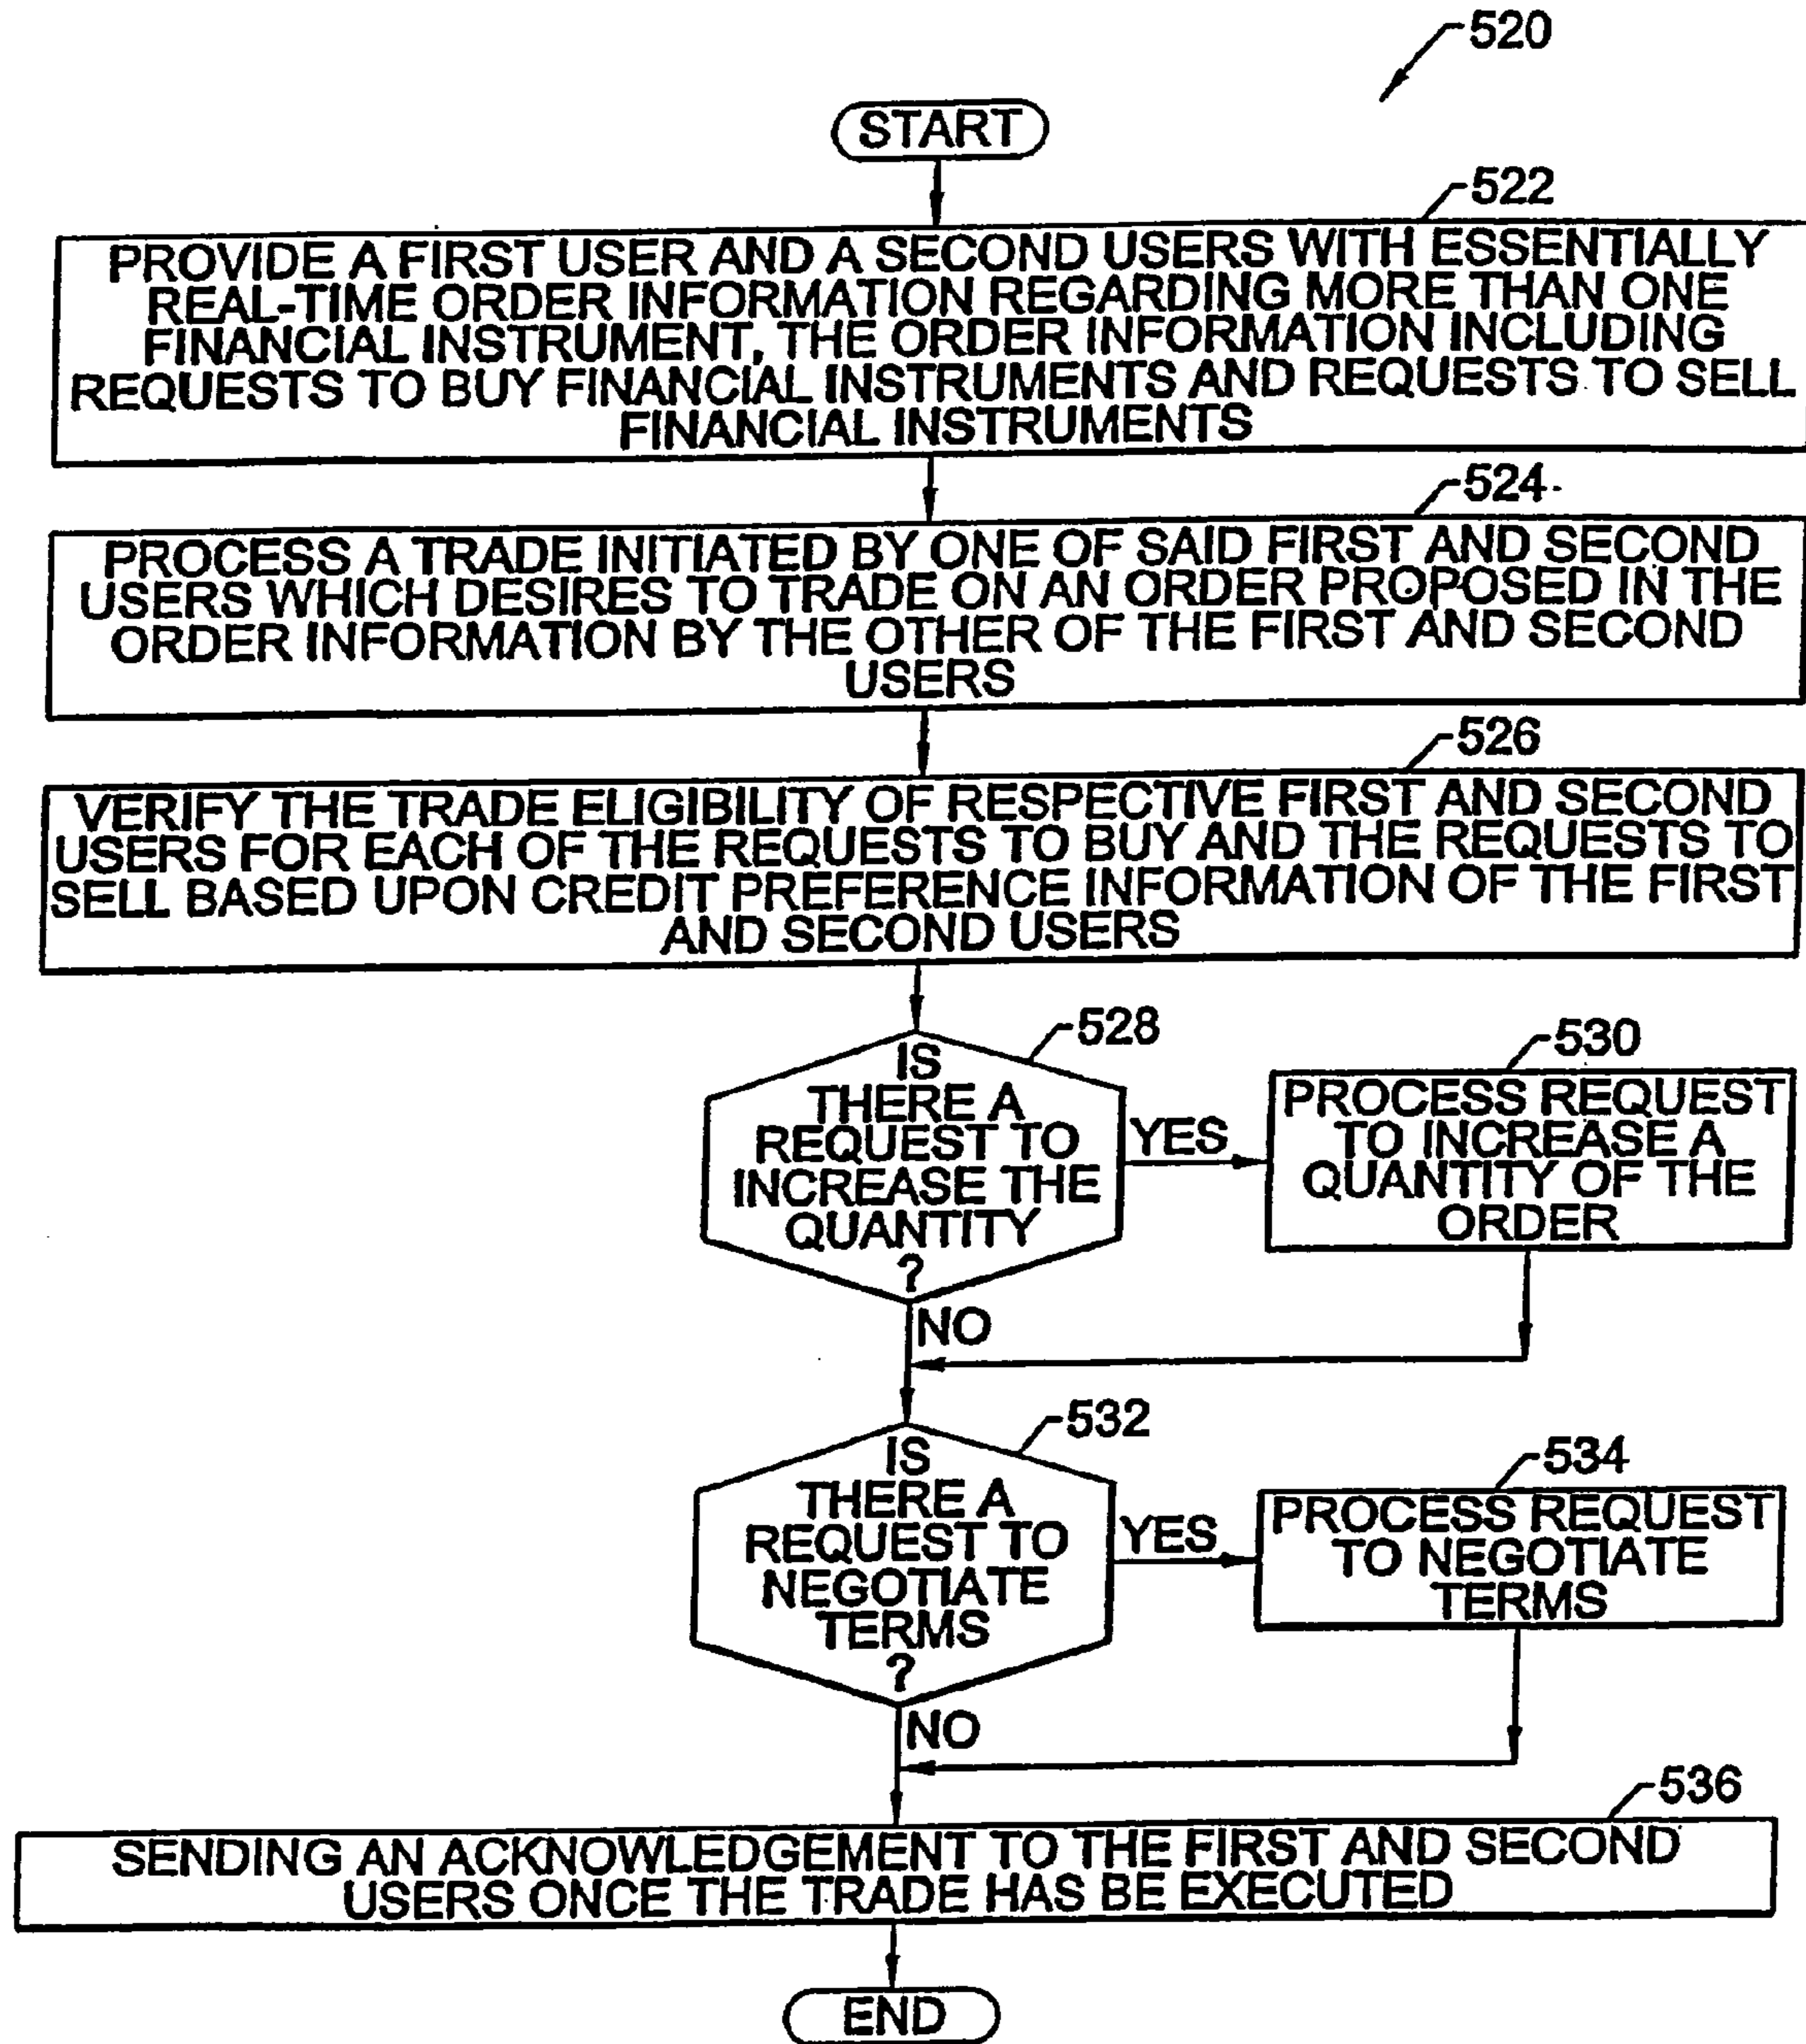 520
START
522
PROVIDE A FIRST USER AND A SECOND USERS WITH ESSENTIALLY
REAL-TIME ORDER INFORMATION REGARDING MORE THAN ONE
FINANCIAL INSTRUMENT, THE ORDER INFORMATION INCLUDING
REQUESTS TO BUY FINANCIAL INSTRUMENTS AND REQUESTS TO SELL
FINANCIAL INSTRUMENTS
524
PROCESS A TRADE INITIATED BY ONE OF SAID FIRST AND SECOND
USERS WHICH DESIRES TO TRADE ON AN ORDER PROPOSED IN THE
ORDER INFORMATION BY THE OTHER OF THE FIRST AND SECOND
USERS
526
VERIFY THE TRADE ELIGIBILITY OF RESPECTIVE FIRST AND SECOND
USERS FOR EACH OF THE REQUESTS TO BUY AND THE REQUESTS TO
SELL BASED UPON CREDIT PREFERENCE INFORMATION OF THE FIRST
AND SECOND USERS
528
IS
THERE A
REQUEST TO
INCREASE THE
QUANTITY
?
YES
530
PROCESS REQUEST
TO INCREASE A
QUANTITY OF THE
ORDER
NO
532
IS
THERE A
REQUEST TO
NEGOTIATE
TERMS
?
YES
534
PROCESS REQUEST
TO NEGOTIATE
TERMS
NO
536
SENDING AN ACKNOWLEDGEMENT TO THE FIRST AND SECOND
USERS ONCE THE TRADE HAS BE EXECUTED
END